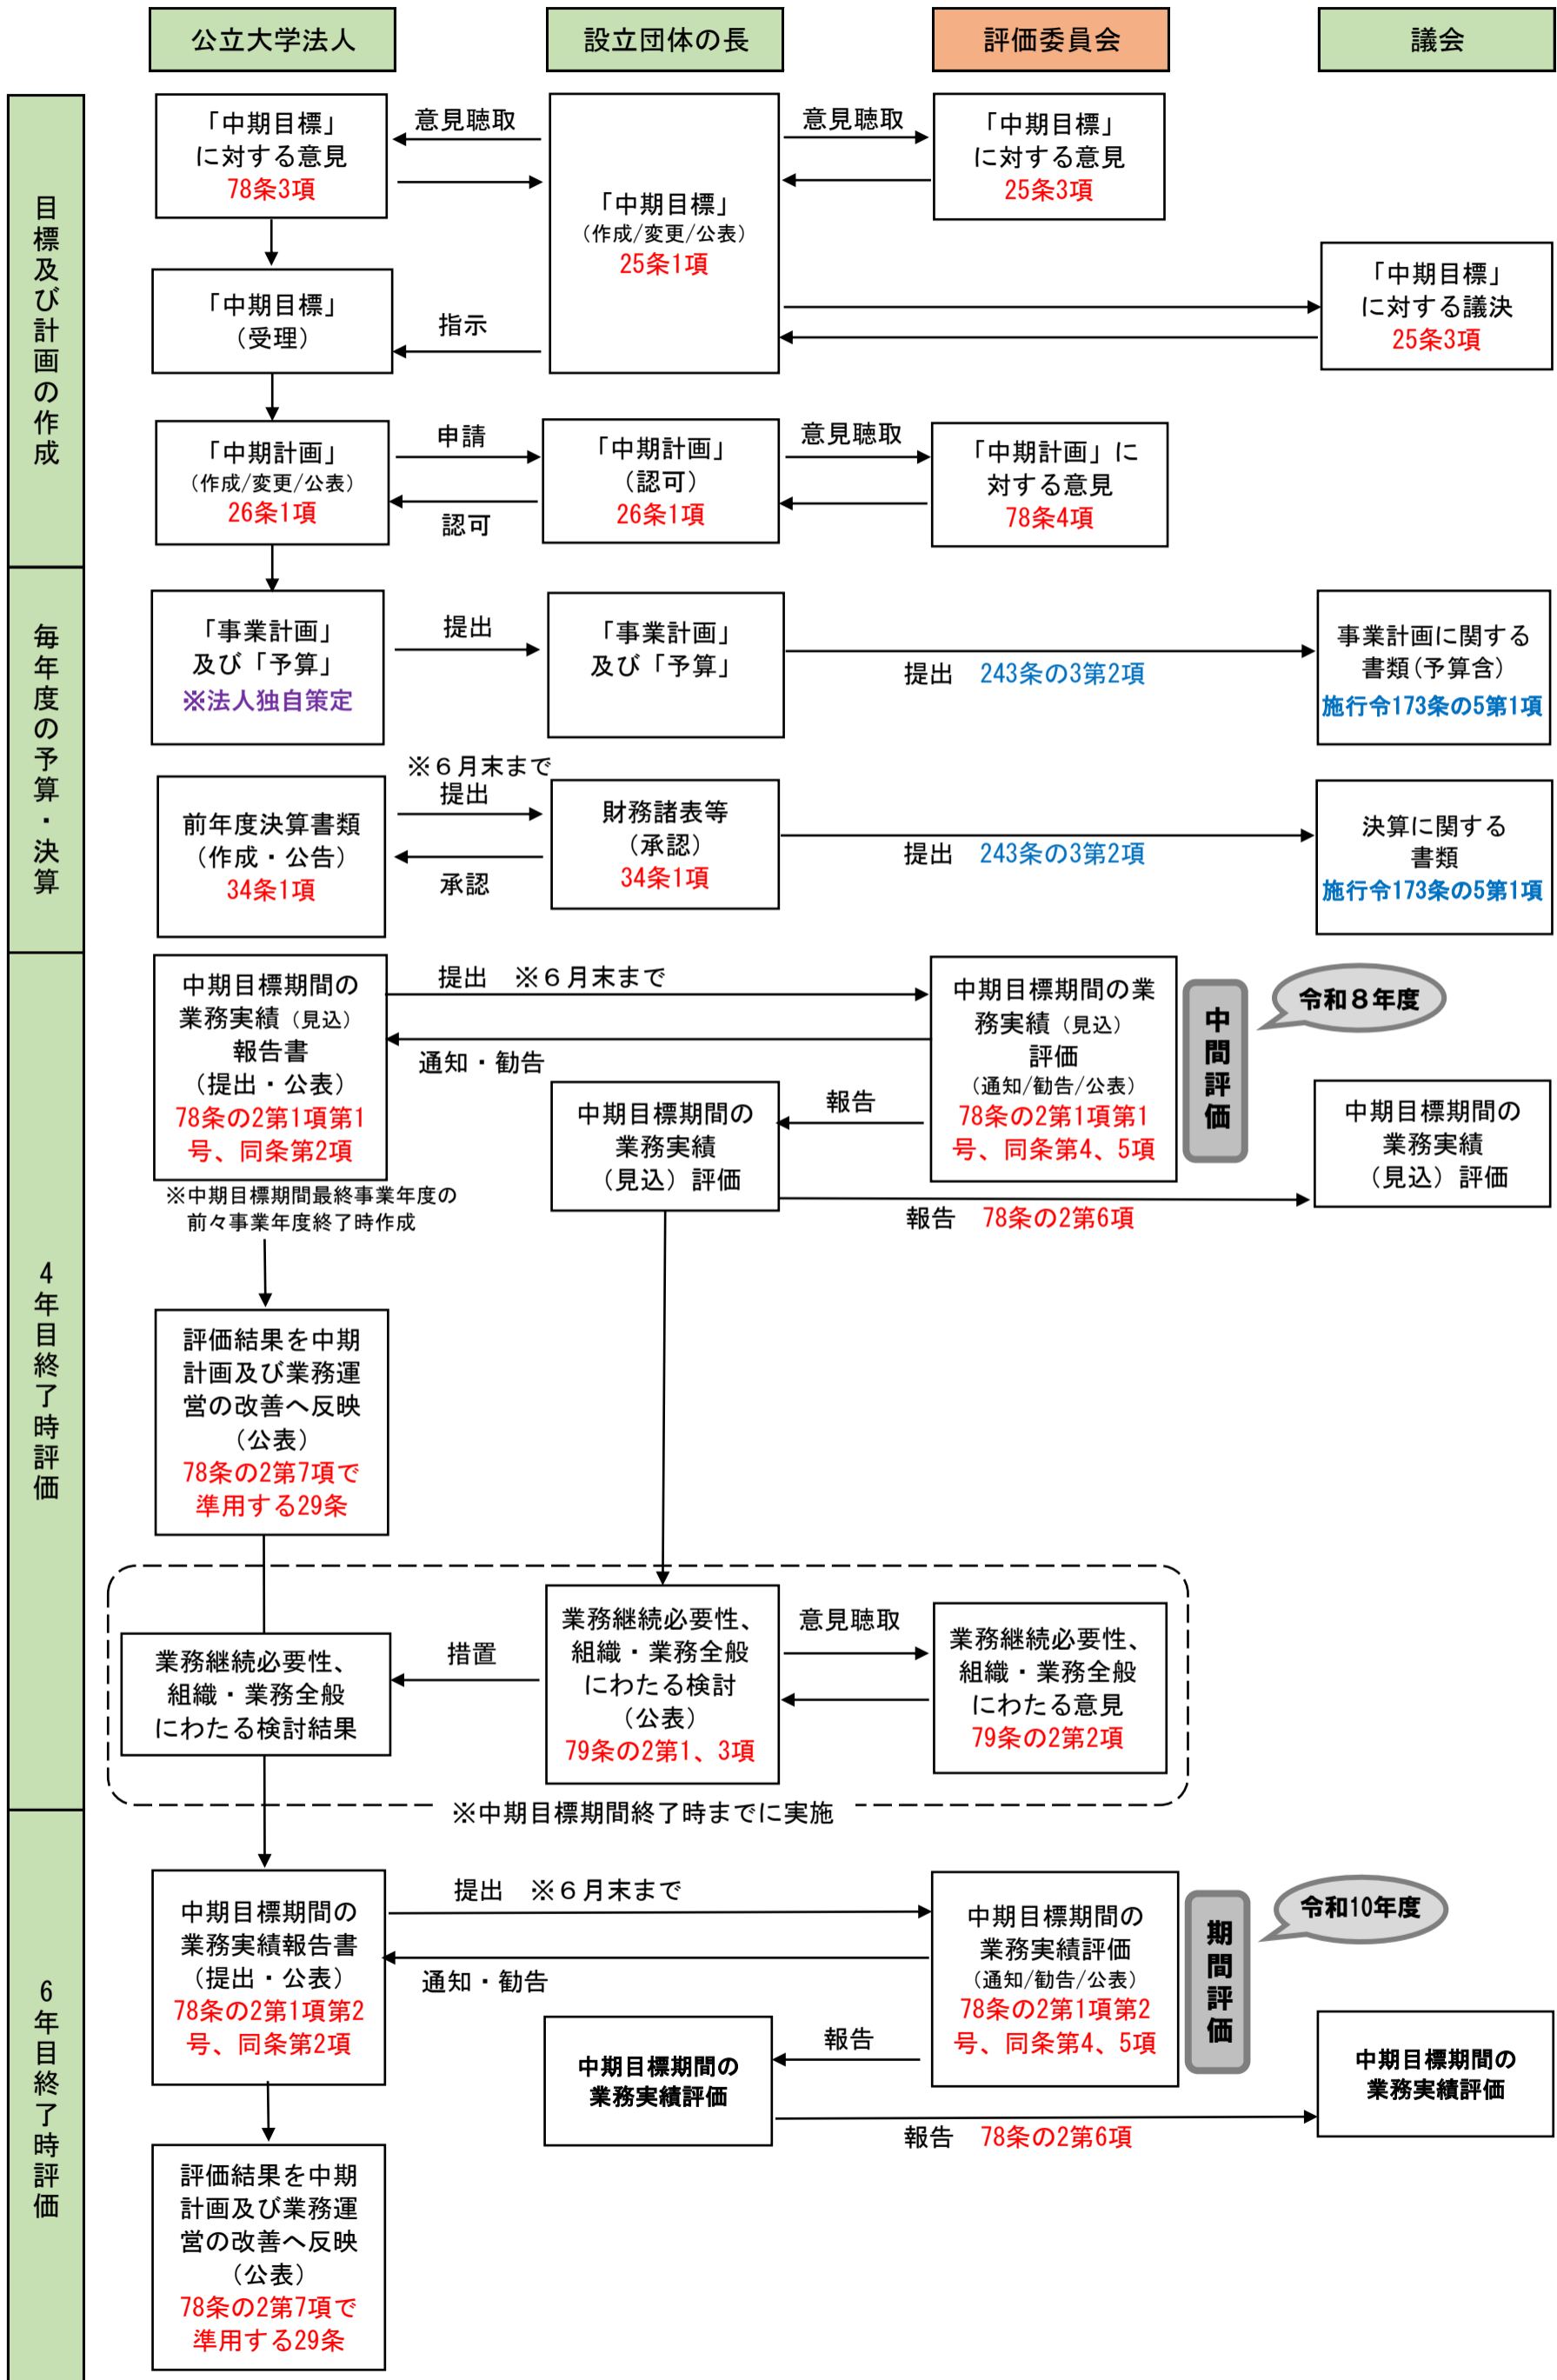 公立大学法人
設立団体の長
評価委員会
議会
目標及び計画の作成
「中期目標」
に対する意見
78条3項
意見聴取
「中期目標」
（作成/変更/公表）
25条1項
意見聴取
「中期目標」
に対する意見
25条3項
「中期目標」
（受理）
指示
「中期目標」
に対する議決
25条3項
「中期計画」
（作成/変更/公表）
26条1項
申請
認可
「中期計画」
（認可）
26条1項
意見聴取
「中期計画」に
対する意見
78条4項
毎年度の予算・決算
「事業計画」
及び「予算」
※法人独自策定
提出
「事業計画」
及び「予算」
提出　243条の3第2項
事業計画に関する
書類(予算含)
施行令173条の5第1項
前年度決算書類
（作成・公告）
34条1項
※６月末まで
提出
承認
財務諸表等
（承認）
34条1項
提出　243条の3第2項
決算に関する
書類
施行令173条の5第1項
4年目終了時評価
中期目標期間の
業務実績（見込）
報告書
（提出・公表）
78条の2第1項第1
号、同条第2項
※中期目標期間最終事業年度の
前々事業年度終了時作成
提出　※６月末まで
通知・勧告
中期目標期間の業
務実績（見込）
評価
（通知/勧告/公表）
78条の2第1項第1
号、同条第4、5項
中間評価
令和８年度
報告
中期目標期間の
業務実績
（見込）評価
報告　78条の2第6項
中期目標期間の
業務実績
（見込）評価
評価結果を中期
計画及び業務運
営の改善へ反映
（公表）
78条の2第7項で
準用する29条
業務継続必要性、
組織・業務全般
にわたる検討結果
措置
業務継続必要性、
組織・業務全般
にわたる検討
（公表）
79条の2第1、3項
意見聴取
業務継続必要性、
組織・業務全般
にわたる意見
79条の2第2項
※中期目標期間終了時までに実施
6年目終了時評価
中期目標期間の
業務実績報告書
（提出・公表）
78条の2第1項第2
号、同条第2項
提出　※６月末まで
通知・勧告
中期目標期間の
業務実績評価
（通知/勧告/公表）
78条の2第1項第2
号、同条第4、5項
期間評価
令和10年度
報告
中期目標期間の
業務実績評価
報告　78条の2第6項
中期目標期間の
業務実績評価
評価結果を中期
計画及び業務運
営の改善へ反映
（公表）
78条の2第7項で
準用する29条